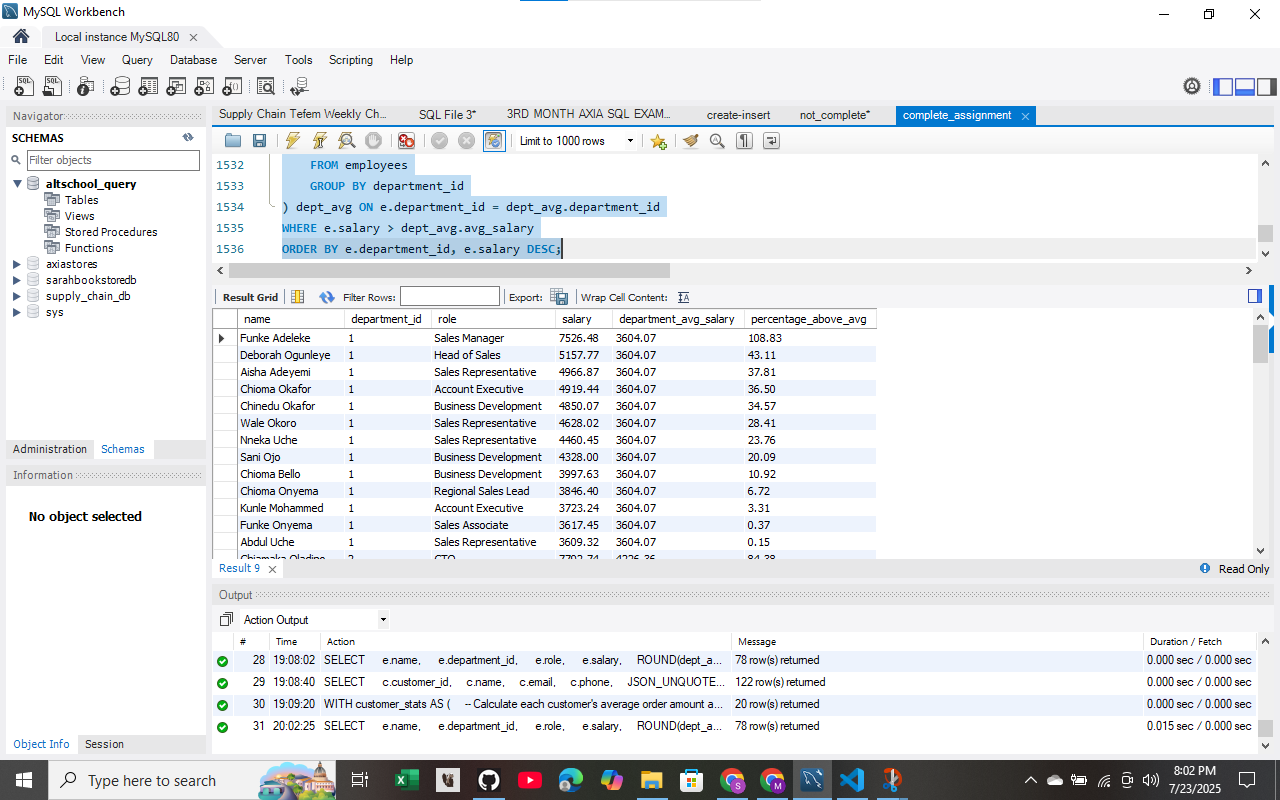 MySQL Workbench
Local instance MySQL80
File Edit View Query Database Server Tools Scripting Help
Navigator
SCHEMAS
Filter objects
altschool_query
Tables
Views
Stored Procedures
Functions
axiastores
sarahbookstoredb
supply_chain_db
sys
Administration Schemas
Information
No object selected
Object Info Session
Supply Chain Tefem Weekly Ch... SQL File 3* 3RD MONTH AXIA SQL EXAM... create-insert not_complete* complete_assignment
Limit to 1000 rows
1532 FROM employees
1533 GROUP BY department_id
1534 ) dept_avg ON e.department_id = dept_avg.department_id
1535 WHERE e.salary > dept_avg.avg_salary
1536 ORDER BY e.department_id, e.salary DESC;
Result Grid Filter Rows: Export: Wrap Cell Content:
name department_id role salary department_avg_salary percentage_above_avg
Funke Adeleke 1 Sales Manager 7526.48 3604.07 108.83
Deborah Ogunleye 1 Head of Sales 5157.77 3604.07 43.11
Aisha Adeyemi 1 Sales Representative 4966.87 3604.07 37.81
Chioma Okafor 1 Account Executive 4919.44 3604.07 36.50
Chinedu Okafor 1 Business Development 4850.07 3604.07 34.57
Wale Okoro 1 Sales Representative 4628.02 3604.07 28.41
Nneka Uche 1 Sales Representative 4460.45 3604.07 23.76
Sani Ojo 1 Business Development 4328.00 3604.07 20.09
Chioma Bello 1 Business Development 3997.63 3604.07 10.92
Chioma Onyema 1 Regional Sales Lead 3846.40 3604.07 6.72
Kunle Mohammed 1 Account Executive 3723.24 3604.07 3.31
Funke Onyema 1 Sales Associate 3617.45 3604.07 0.37
Abdul Uche 1 Sales Representative 3609.32 3604.07 0.15
Result 9
Read Only
Output
Action Output
# Time Action Message Duration / Fetch
28 19:08:02 SELECT e.name, e.department_id, e.role, e.salary, ROUND(dept_a... 78 row(s) returned 0.000 sec / 0.000 sec
29 19:08:40 SELECT c.customer_id, c.name, c.email, c.phone, JSON_UNQUOTE... 122 row(s) returned 0.000 sec / 0.000 sec
30 19:09:20 WITH customer_stats AS ( -- Calculate each customer's average order amount a... 20 row(s) returned 0.000 sec / 0.000 sec
31 20:02:25 SELECT e.name, e.department_id, e.role, e.salary, ROUND(dept_a... 78 row(s) returned 0.015 sec / 0.000 sec
Type here to search
8:02 PM
7/23/2025